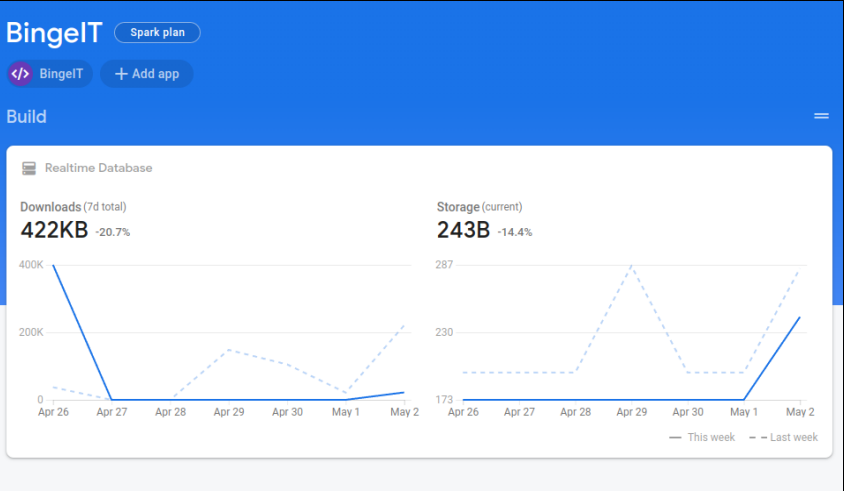 BingeIT Spark plan
</> BingeIT + Add app
Build
Realtime Database
Downloads (7d total)
422KB -20.7%
400K
200K
0
Apr 26 Apr 27 Apr 28 Apr 29 Apr 30 May 1 May 2
Storage (current)
243B -14.4%
287
230
173
Apr 26 Apr 27 Apr 28 Apr 29 Apr 30 May 1 May 2
This week Last week